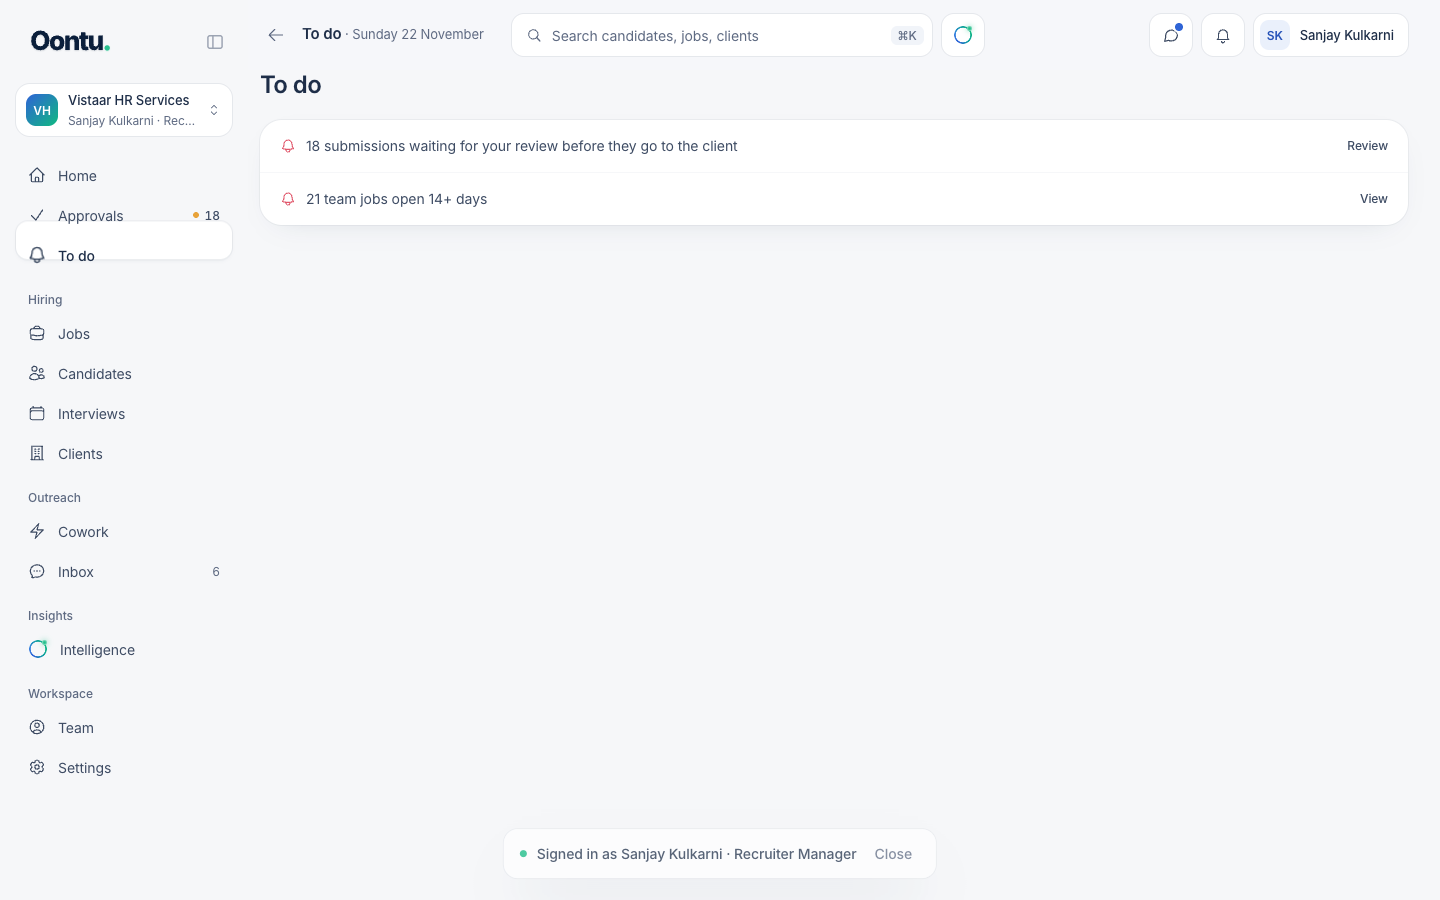 Oontu.
VH
Vistaar HR Services
Sanjay Kulkarni · Rec...
Home
Approvals 18
To do
Hiring
Jobs
Candidates
Interviews
Clients
Outreach
Cowork
Inbox 6
Insights
Intelligence
Workspace
Team
Settings
To do · Sunday 22 November
Search candidates, jobs, clients ⌘K
SK Sanjay Kulkarni
To do
18 submissions waiting for your review before they go to the client Review
21 team jobs open 14+ days View
Signed in as Sanjay Kulkarni · Recruiter Manager Close